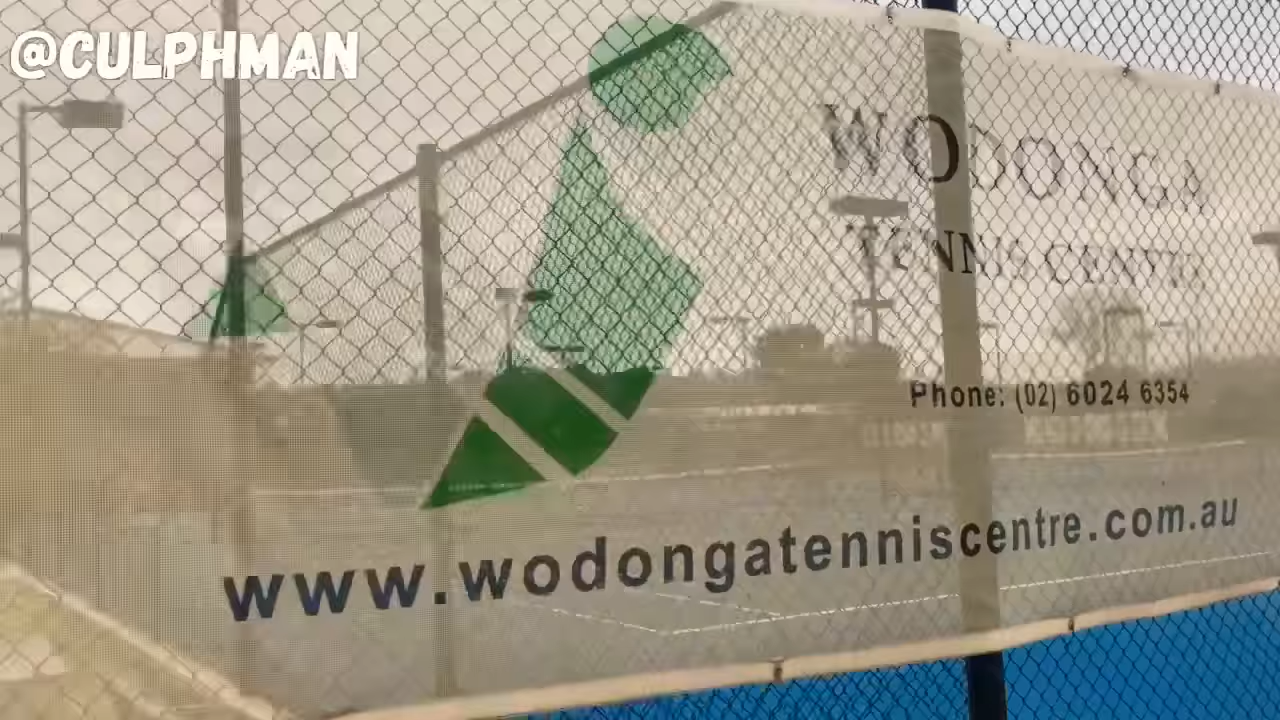 @CULPHMAN
WODONGA
TENNIS CENTRE
Phone: (02) 6024 6354
www.wodongatenniscentre.com.au